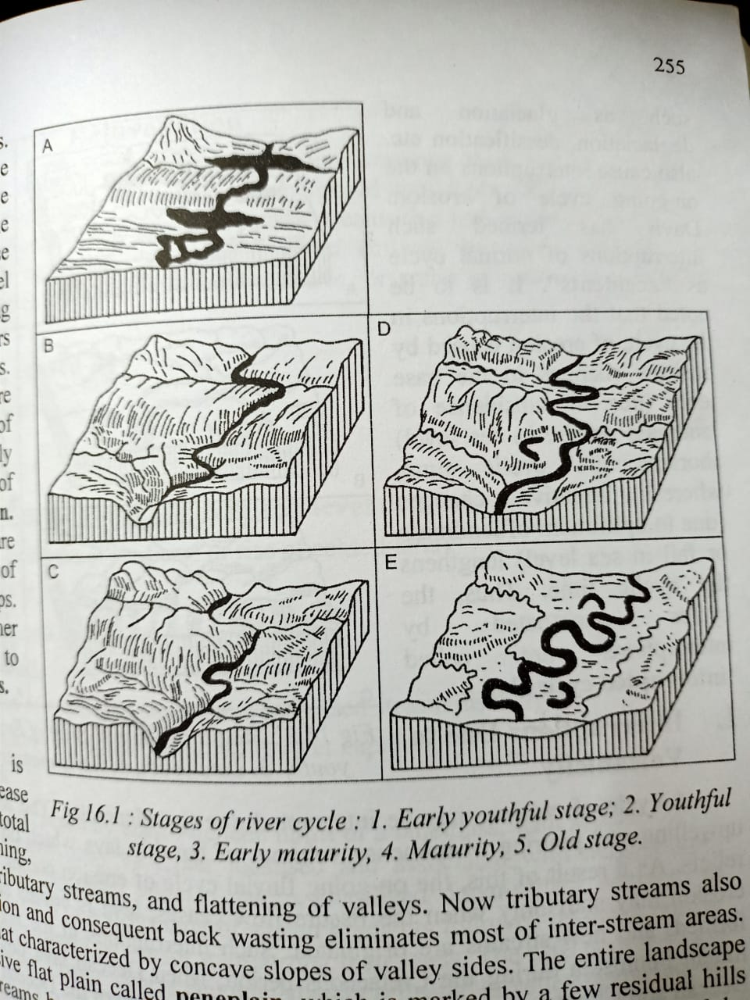 255
A
B
C
D
E
s.
e
e
e
e
el
g
rs
s.
re
of
ly
of
n.
re
of
ps.
her
to
s.
is
ease
total
ning,
Fig 16.1 : Stages of river cycle : 1. Early youthful stage; 2. Youthful
stage, 3. Early maturity, 4. Maturity, 5. Old stage.
ributary streams, and flattening of valleys. Now tributary streams also
ion and consequent back wasting eliminates most of inter-stream areas.
at characterized by concave slopes of valley sides. The entire landscape
ive flat plain called peneplain, which is marked by a few residual hills
reams